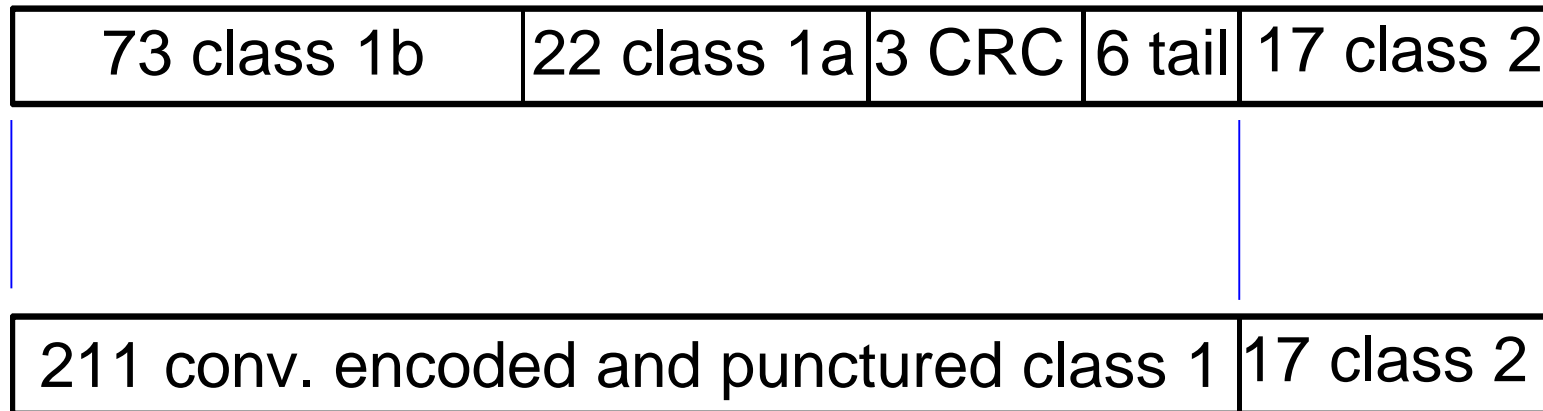 73 class 1b 22 class 1a 3 CRC 6 tail 17 class 2
211 conv. encoded and punctured class 1 17 class 2